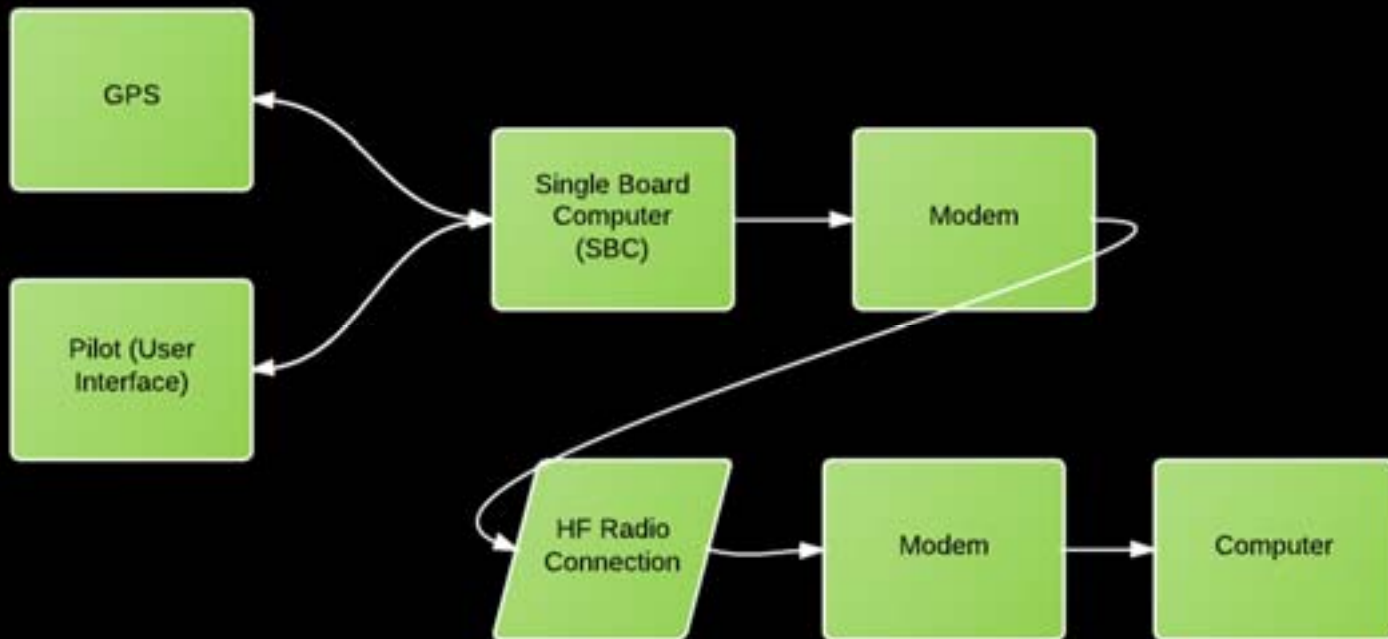 GPS
Single Board
Computer
(SBC)
Modem
Pilot (User
Interface)
HF Radio
Connection
Modem
Computer